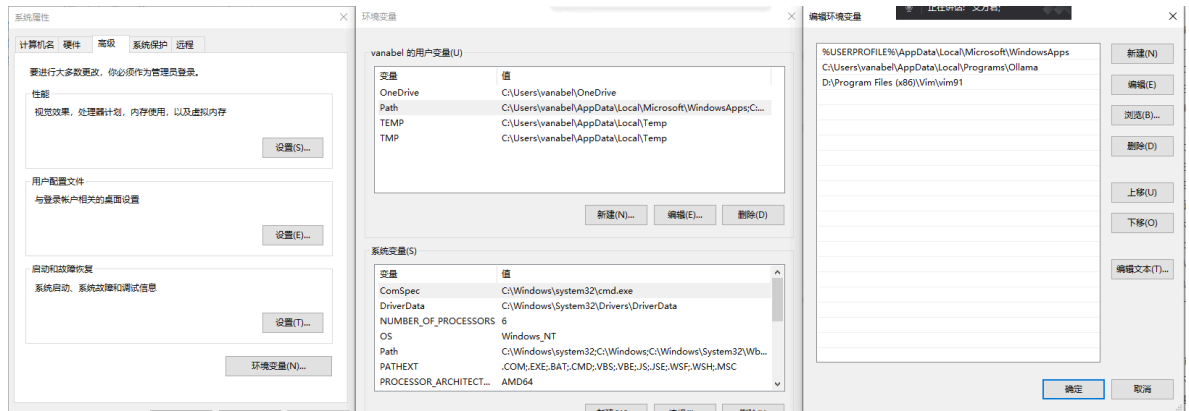 系统属性
计算机名 硬件 高级 系统保护 远程
要进行大多数更改，你必须作为管理员登录。
性能
视觉效果，处理器计划，内存使用，以及虚拟内存
设置(S)...
用户配置文件
与登录帐户相关的桌面设置
设置(E)...
启动和故障恢复
系统启动、系统故障和调试信息
设置(T)...
环境变量(N)...
环境变量
vanabel 的用户变量(U)
变量 值
OneDrive C:\Users\vanabel\OneDrive
Path C:\Users\vanabel\AppData\Local\Microsoft\WindowsApps;C:...
TEMP C:\Users\vanabel\AppData\Local\Temp
TMP C:\Users\vanabel\AppData\Local\Temp
新建(N)... 编辑(E)... 删除(D)
系统变量(S)
变量 值
ComSpec C:\Windows\system32\cmd.exe
DriverData C:\Windows\System32\Drivers\DriverData
NUMBER_OF_PROCESSORS 6
OS Windows_NT
Path C:\Windows\system32;C:\Windows;C:\Windows\System32\Wb...
PATHEXT .COM;.EXE;.BAT;.CMD;.VBS;.VBE;.JS;.JSE;.WSF;.WSH;.MSC
PROCESSOR_ARCHITECT... AMD64
编辑环境变量
正在讲话:
%USERPROFILE%\AppData\Local\Microsoft\WindowsApps
C:\Users\vanabel\AppData\Local\Programs\Ollama
D:\Program Files (x86)\Vim\vim91
新建(N)
编辑(E)
浏览(B)...
删除(D)
上移(U)
下移(O)
编辑文本(T)...
确定 取消